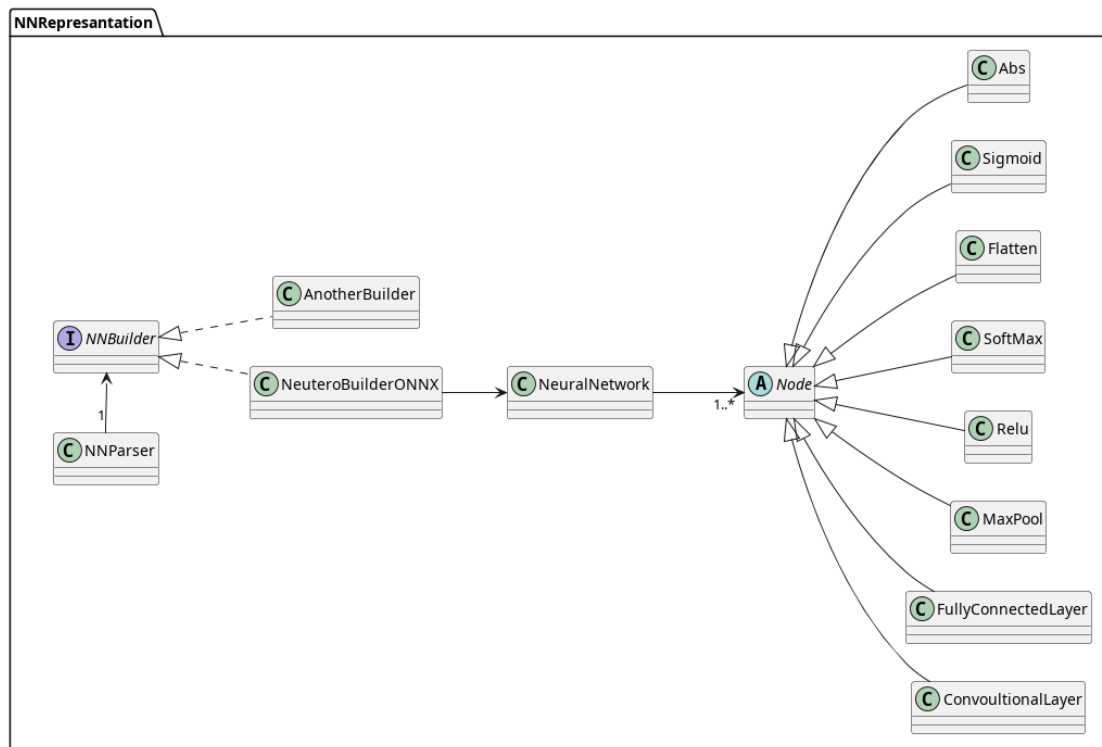 NNRepresantation
C Abs
C Sigmoid
C Flatten
C AnotherBuilder
I NNBuilder
C SoftMax
C NeuteroBuilderONNX
C NeuralNetwork
A Node
1..*
1
C Relu
C NNParser
C MaxPool
C FullyConnectedLayer
C ConvoultionalLayer